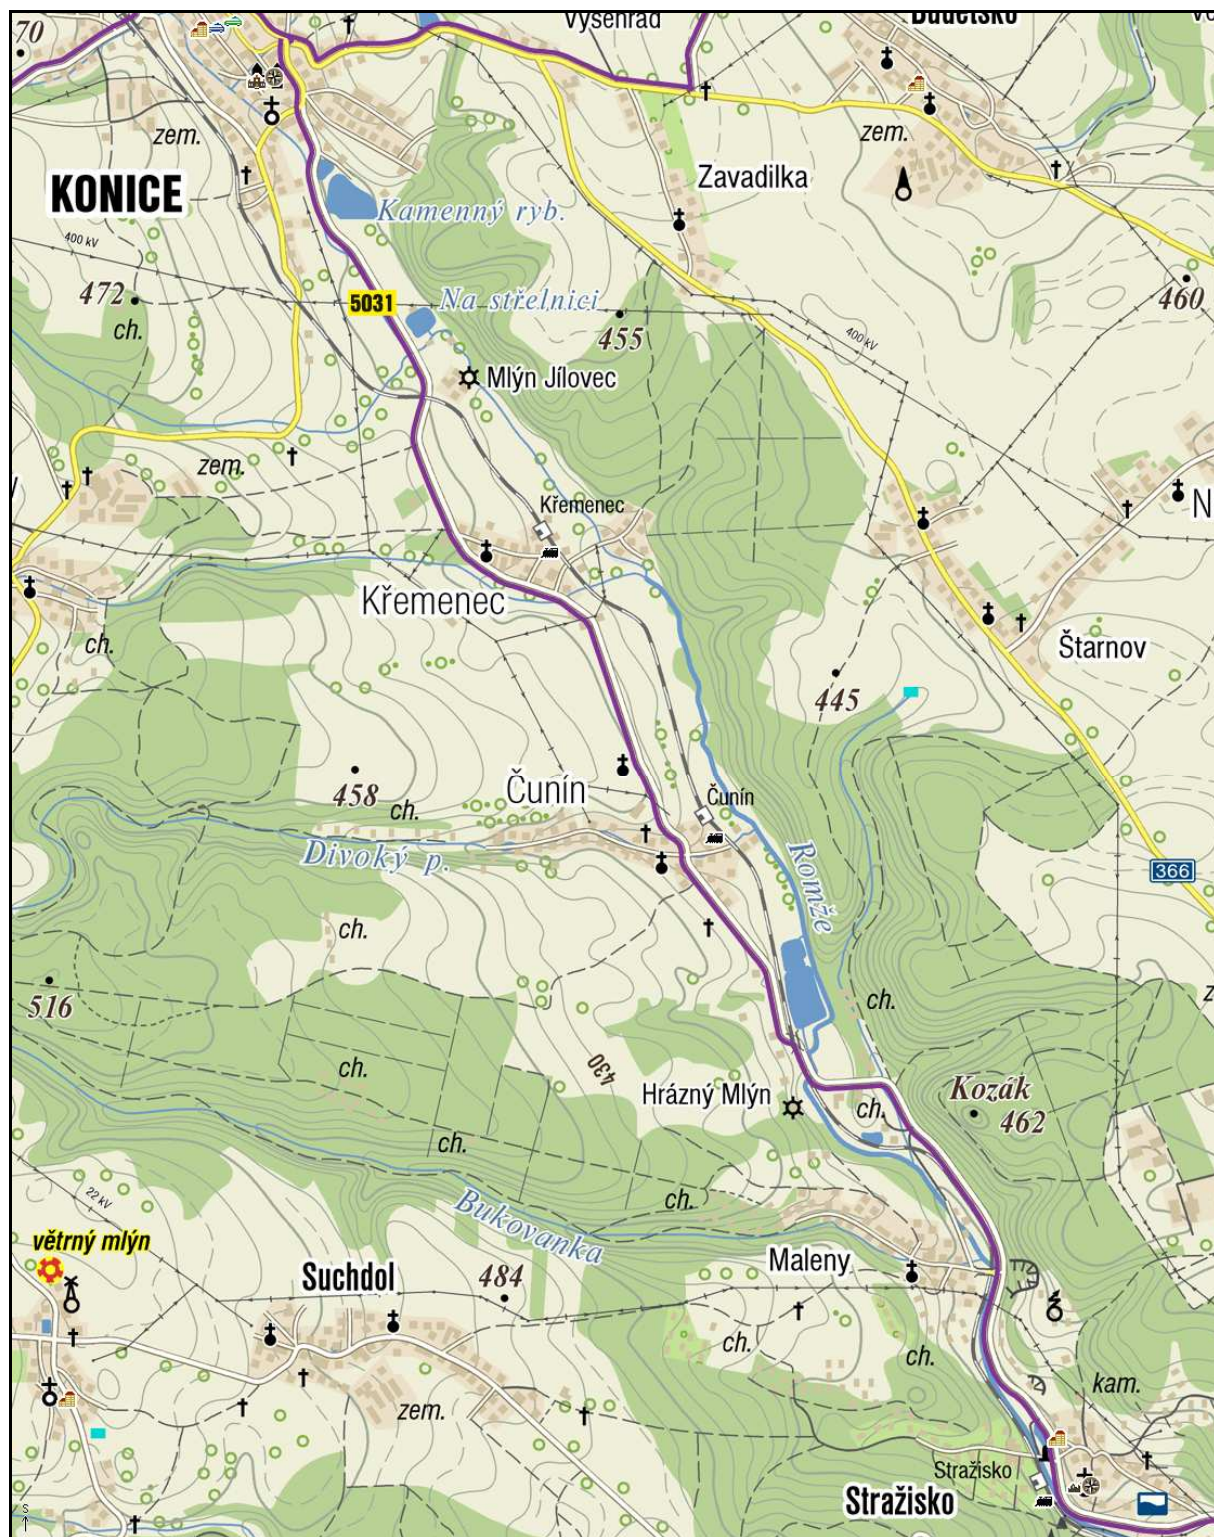 70
Vyšehrad
zem.
zem.
KONICE
Zavadilka
Kamenný ryb.
400 kV
472
ch.
5031
Na střelnici
455
460
400 kV
Mlýn Jílovec
zem.
Křemenec
N
Křemenec
ch.
Štarnov
445
458
ch.
Čunín
Čunín
Divoký p.
Romže
366
ch.
516
ch.
ch.
430
Hrázný Mlýn
ch.
Kozák
462
ch.
ch.
22 kV
Bukovanka
větrný mlýn
Suchdol
484
Maleny
ch.
ch.
kam.
zem.
Stražisko
Stražisko
S